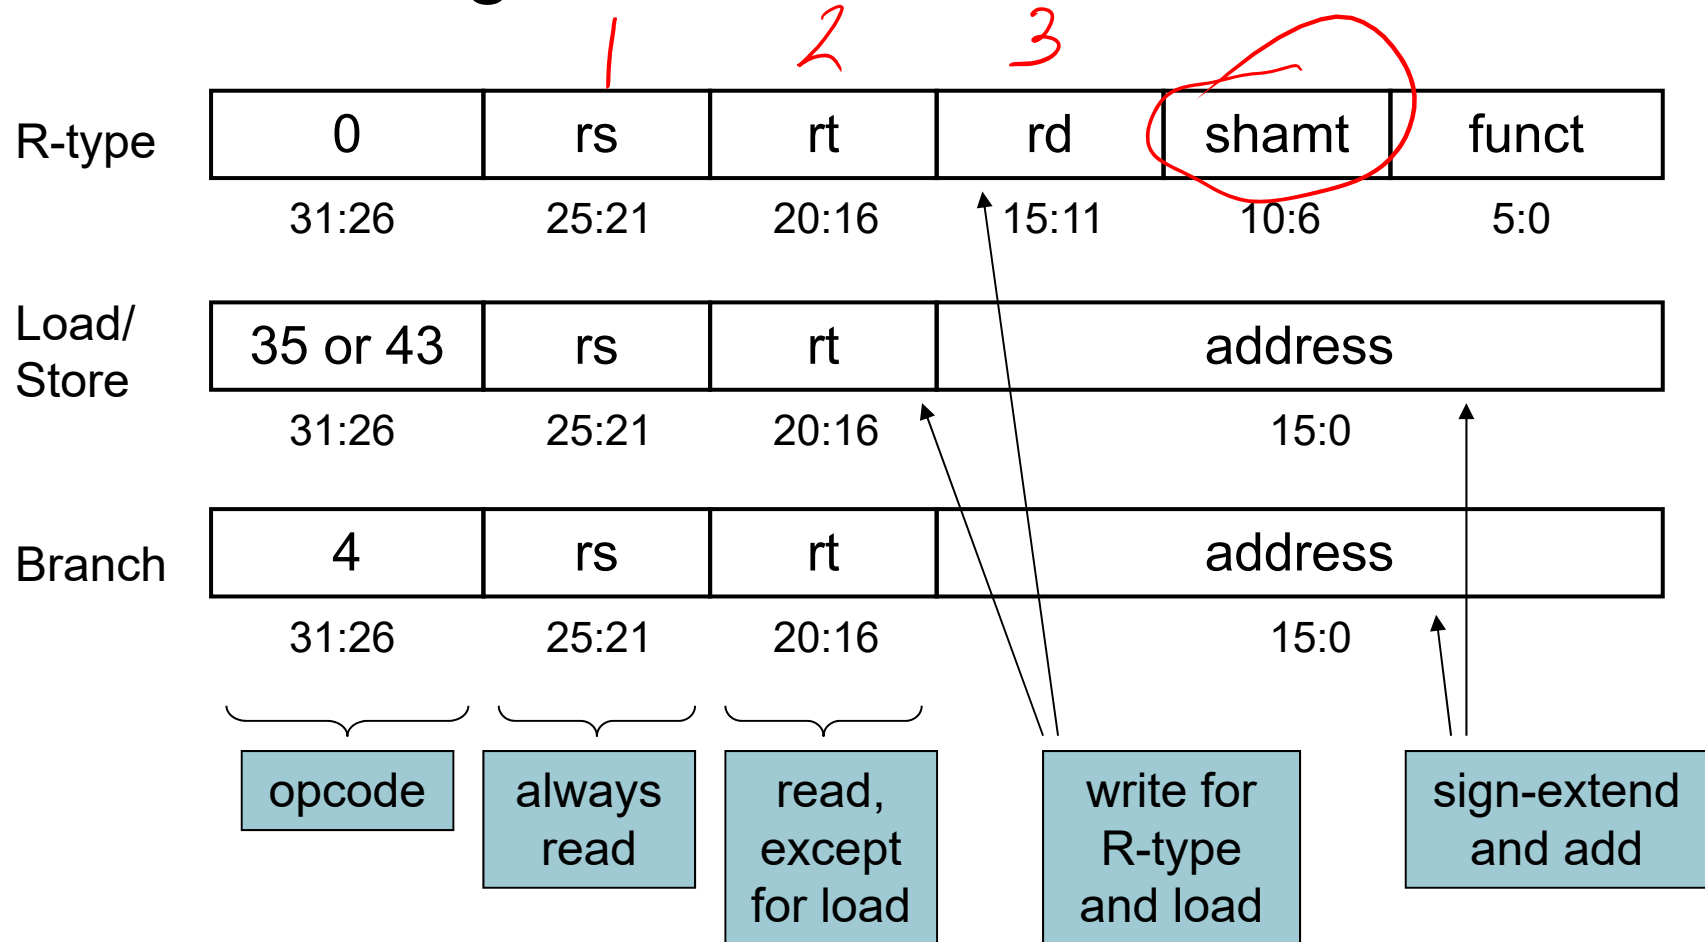 1 2 3
R-type 0 rs rt rd shamt funct
31:26 25:21 20:16 15:11 10:6 5:0
Load/
Store
35 or 43 rs rt address
31:26 25:21 20:16 15:0
Branch 4 rs rt address
31:26 25:21 20:16 15:0
opcode
always
read
read,
except
for load
write for
R-type
and load
sign-extend
and add